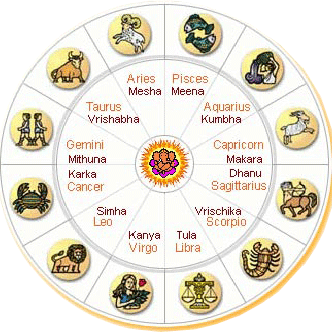 Aries
Mesha
Pisces
Meena
Taurus
Vrishabha
Aquarius
Kumbha
Gemini
Mithuna
Capricorn
Makara
Karka
Cancer
Dhanu
Sagittarius
Simha
Leo
Vrischika
Scorpio
Kanya
Virgo
Tula
Libra